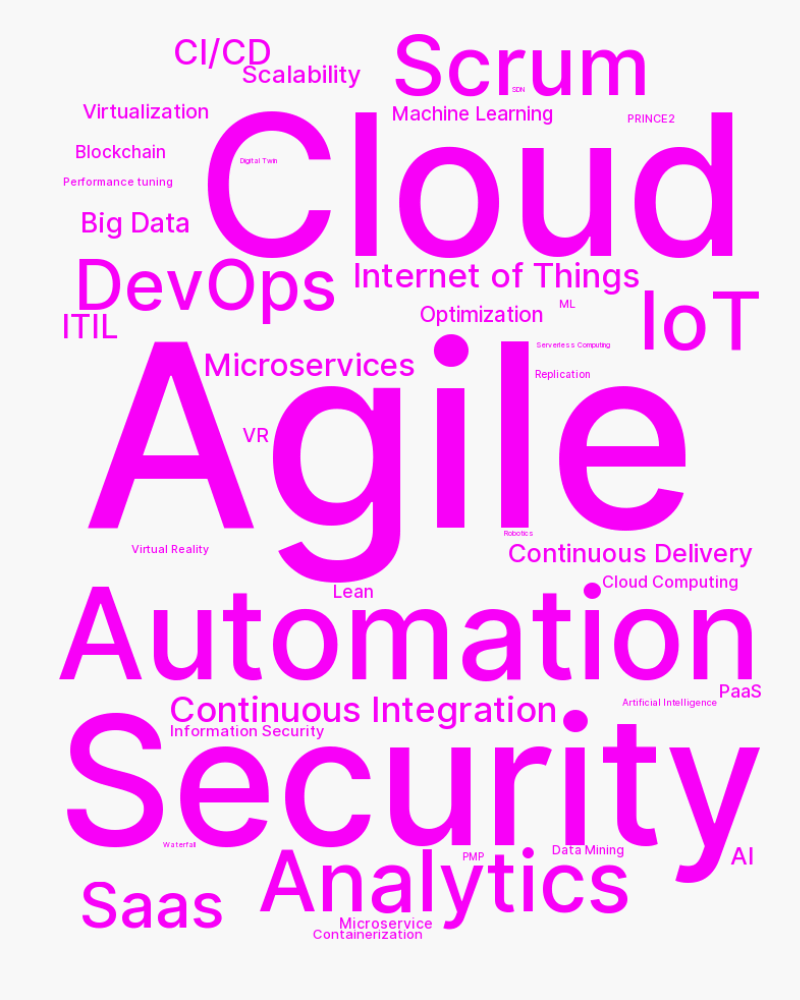 CI/CD
Scrum
Scalability
SDN
Virtualization
Machine Learning
PRINCE2
Cloud
Blockchain
Digital Twin
Performance tuning
Big Data
DevOps
Internet of Things
ML
IoT
Optimization
ITIL
Serverless Computing
Microservices
Replication
Agile
VR
Robotics
Virtual Reality
Continuous Delivery
Cloud Computing
Lean
Automation
PaaS
Artificial Intelligence
Continuous Integration
Information Security
Security
Waterfall
Data Mining
PMP
AI
Analytics
Saas
Microservice
Containerization